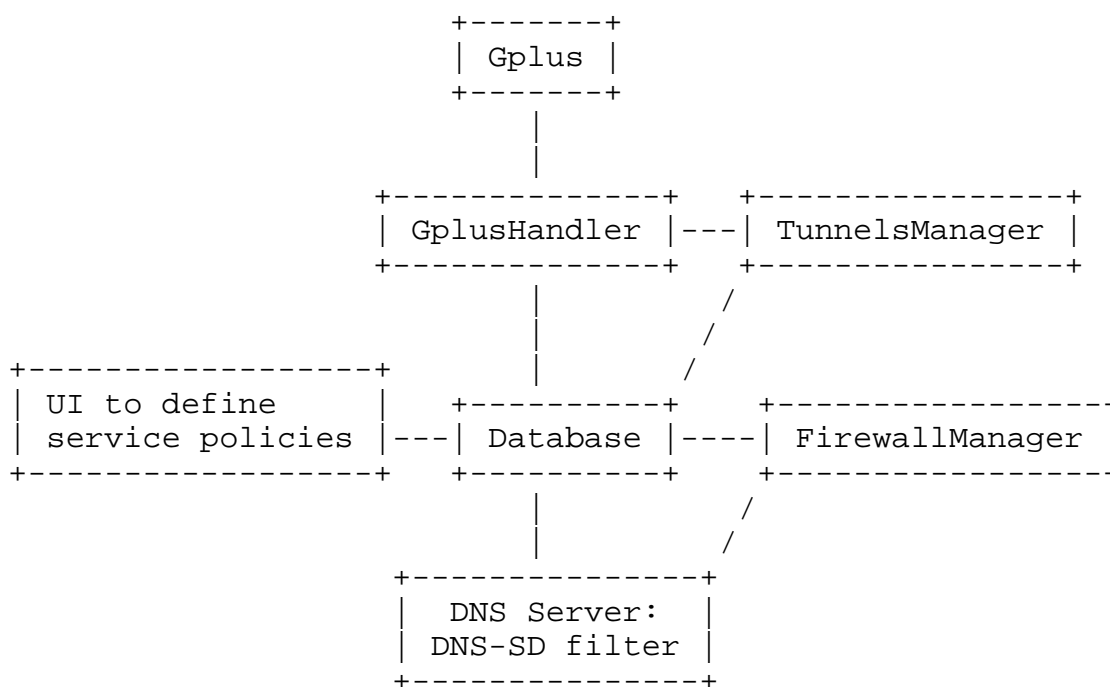 Gplus
GplusHandler
TunnelsManager
UI to define
service policies
Database
FirewallManager
DNS Server:
DNS-SD filter